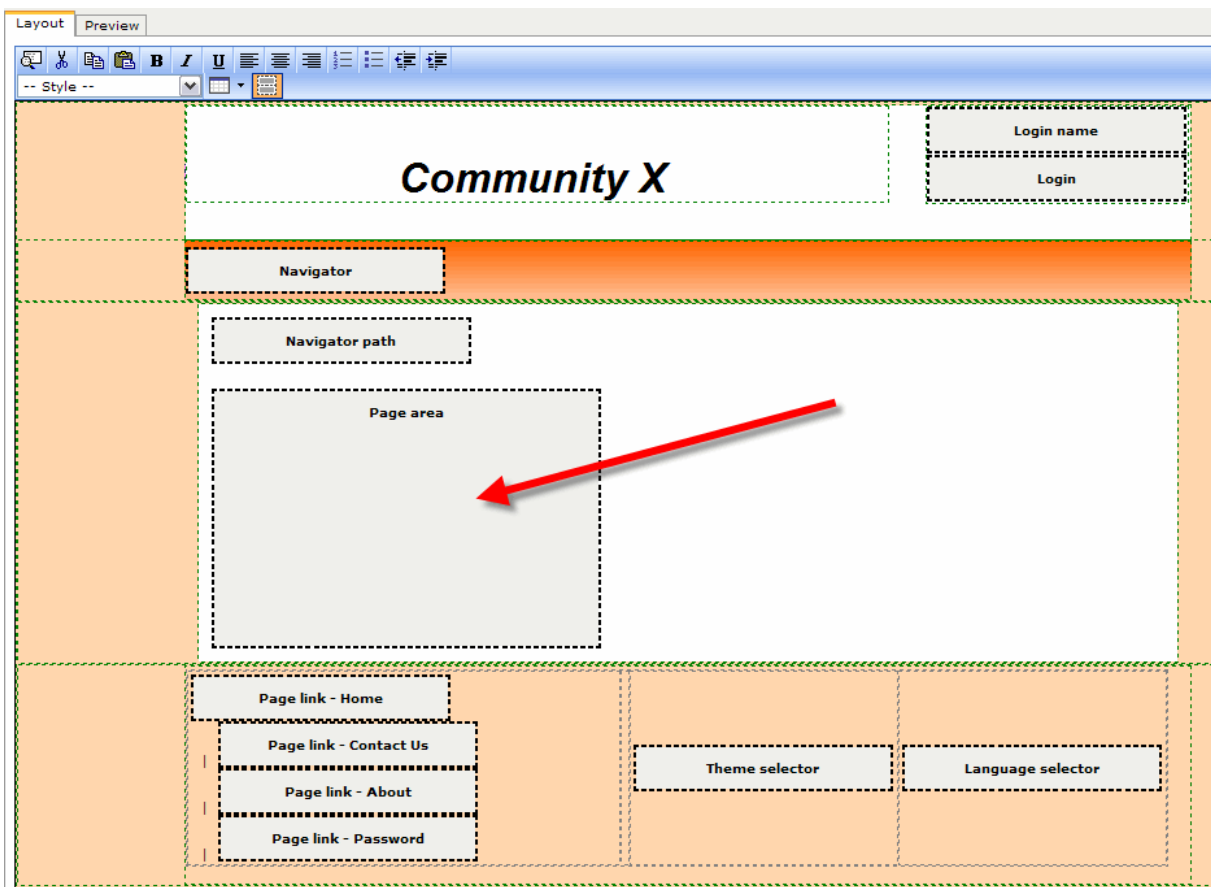 Layout Preview
B I U
-- Style --
Community X
Login name
Login
Navigator
Navigator path
Page area
Page link - Home
| Page link - Contact Us
| Page link - About
| Page link - Password
Theme selector
Language selector